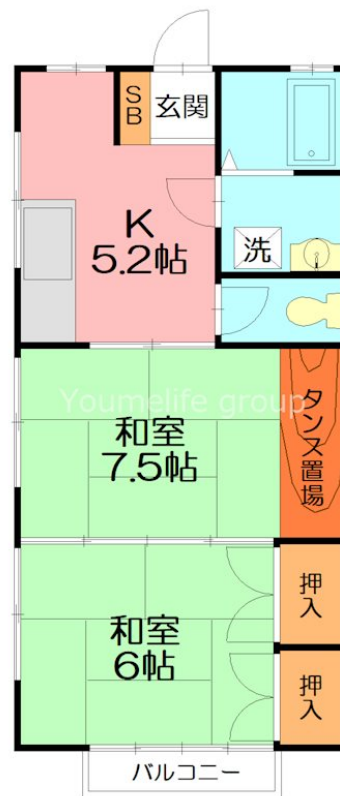 SB
玄関
K
5.2帖
洗
Youmelife group
和室
7.5帖
タンス置場
和室
6帖
押入
押入
バルコニー